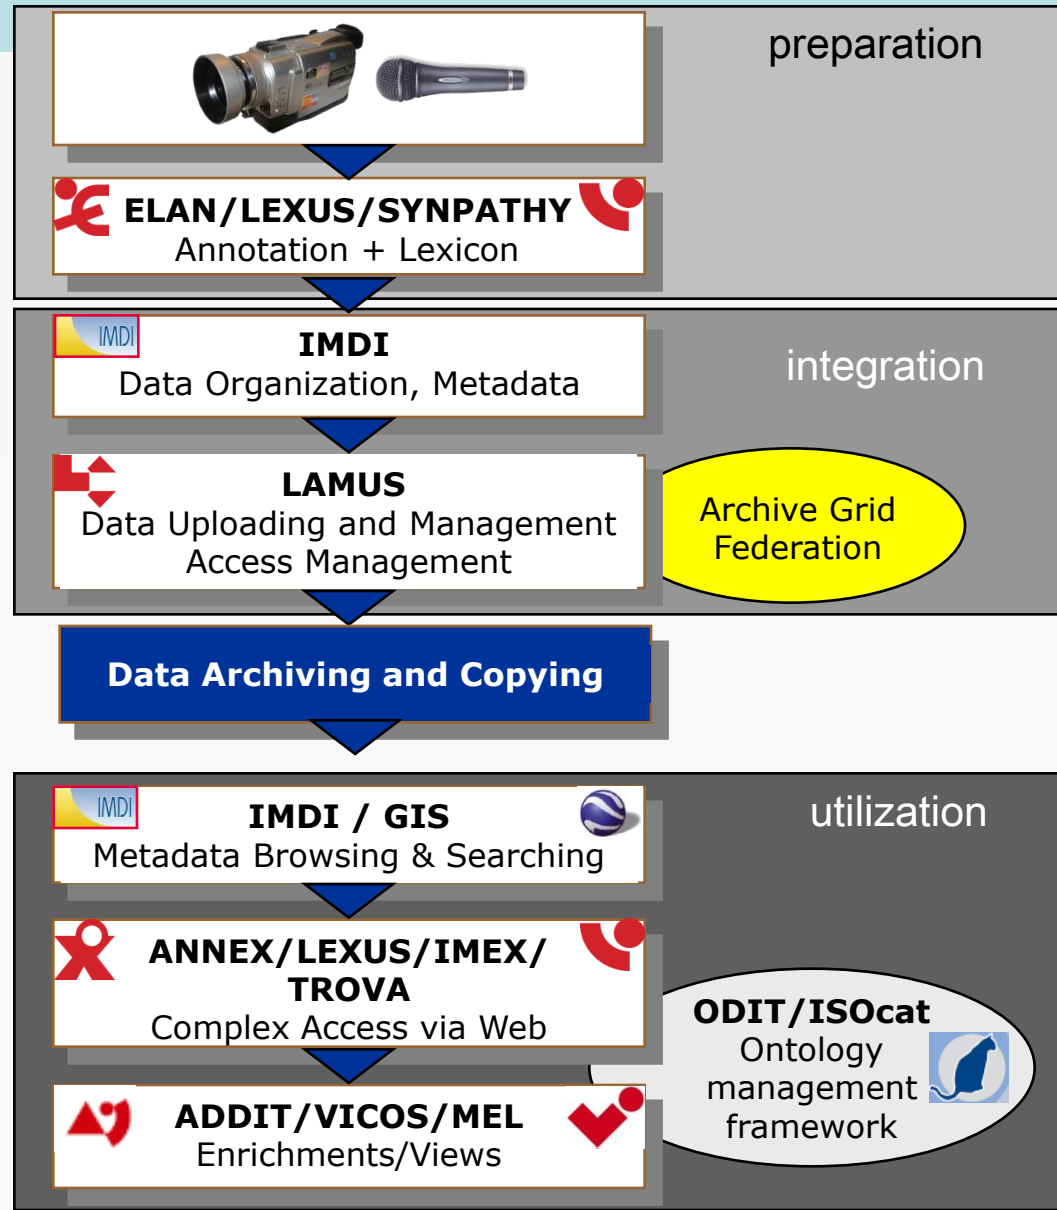 preparation
ELAN/LEXUS/SYNPATHY
Annotation + Lexicon
integration
IMDI
IMDI
Data Organization, Metadata
LAMUS
Data Uploading and Management
Access Management
Archive Grid
Federation
Data Archiving and Copying
utilization
IMDI
IMDI / GIS
Metadata Browsing & Searching
ANNEX/LEXUS/IMEX/
TROVA
Complex Access via Web
ODIT/ISOcat
Ontology
management
framework
ADDIT/VICOS/MEL
Enrichments/Views